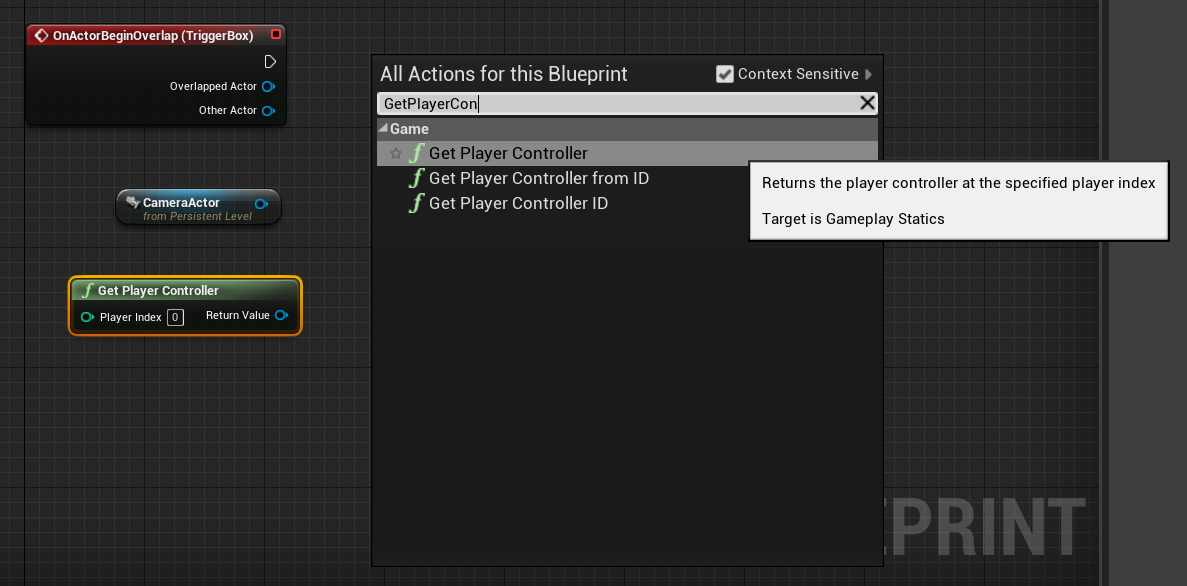 OnActorBeginOverlap (TriggerBox)
Overlapped Actor
Other Actor
CameraActor
from Persistent Level
Get Player Controller
Player Index 0 Return Value
All Actions for this Blueprint
Context Sensitive
GetPlayerCon
Game
Get Player Controller
Get Player Controller from ID
Get Player Controller ID
Returns the player controller at the specified player index
Target is Gameplay Statics
EPRINT